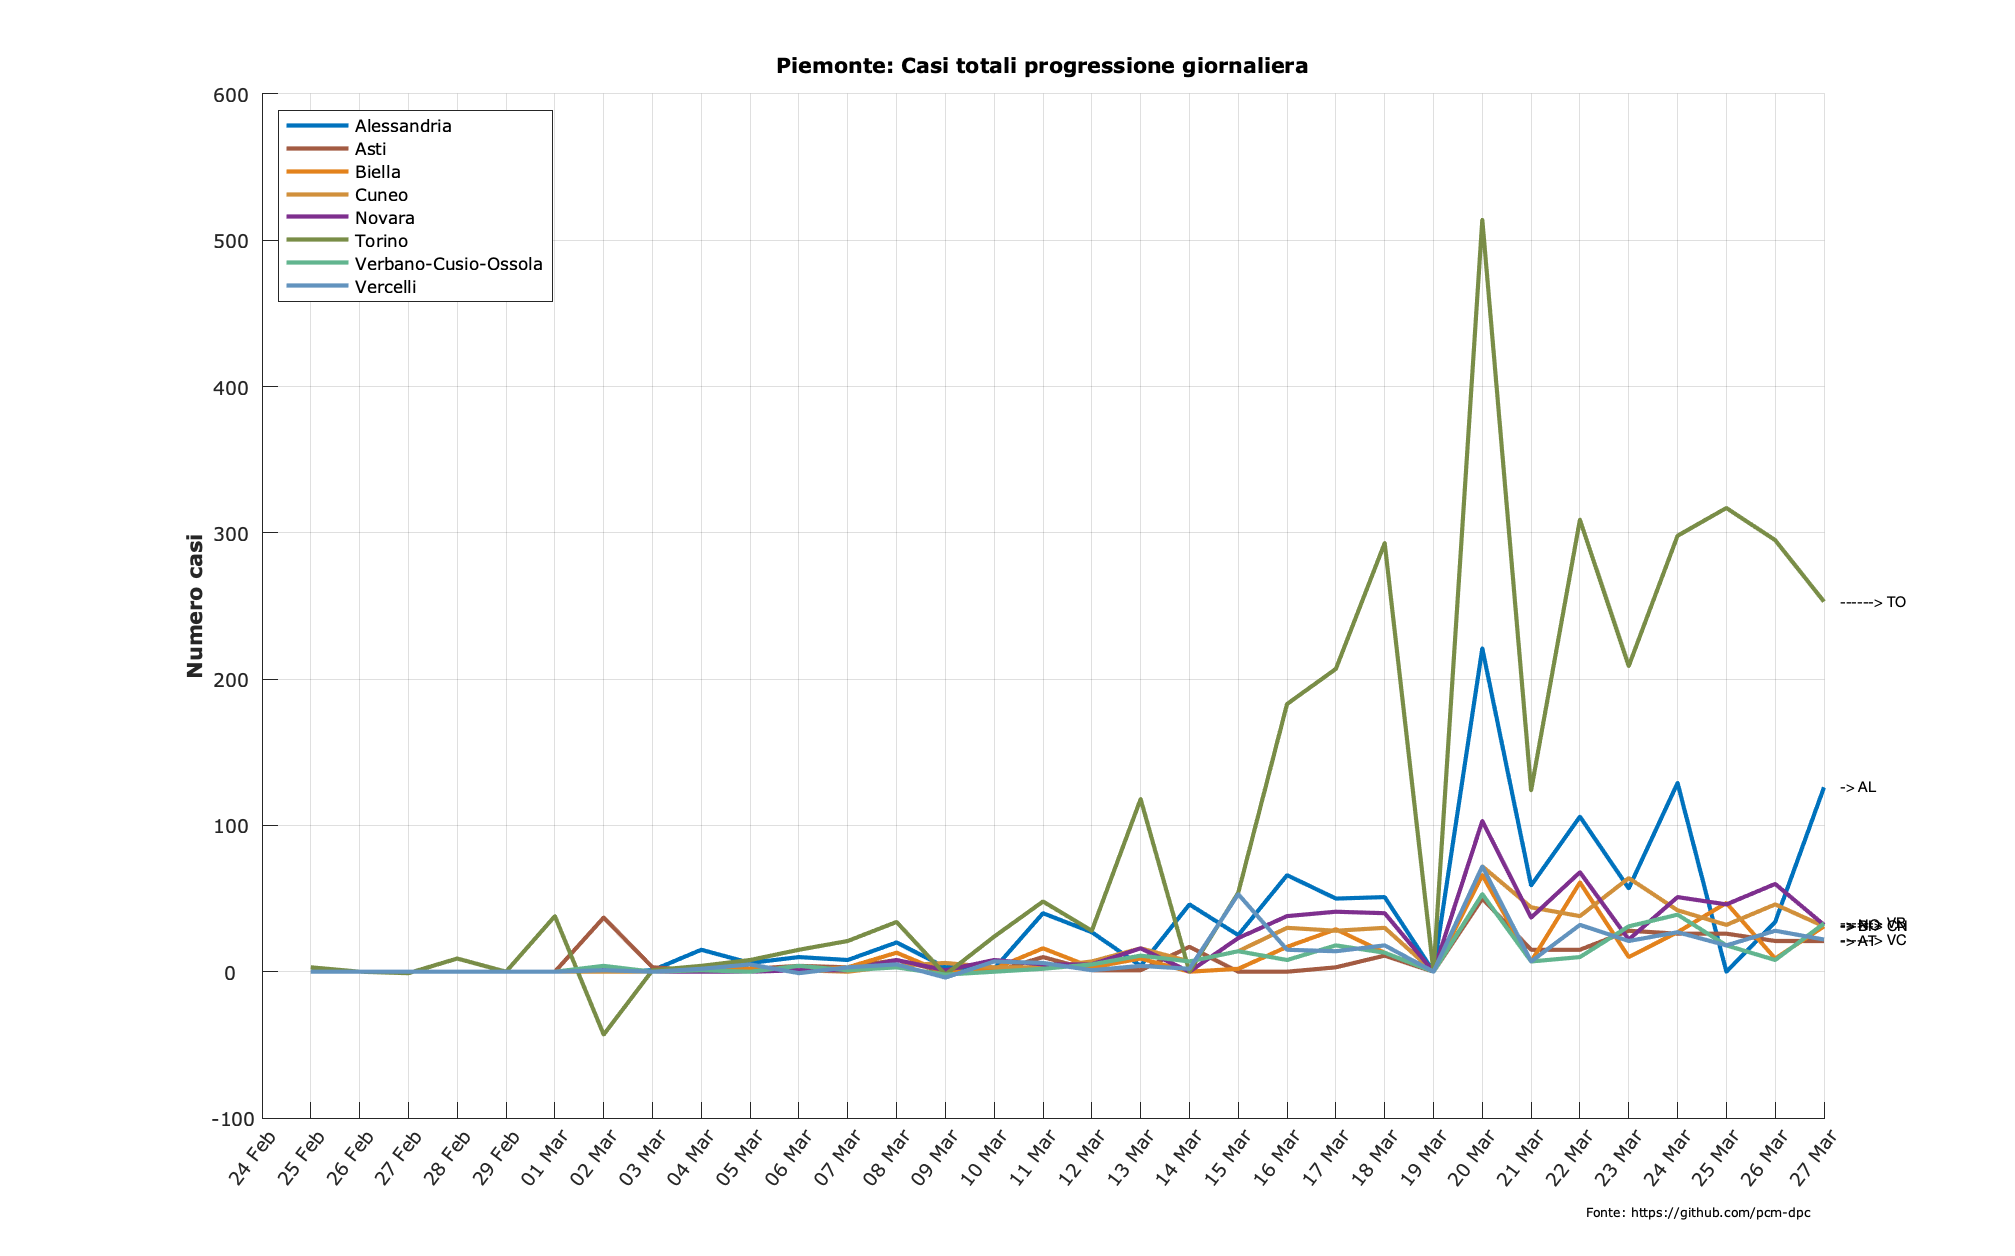 Piemonte: Casi totali progressione giornaliera
600
500
400
300
200
100
0
-100
Numero casi
Alessandria
Asti
Biella
Cuneo
Novara
Torino
Verbano-Cusio-Ossola
Vercelli
------> TO
-> AL
24 Feb
25 Feb
26 Feb
27 Feb
28 Feb
29 Feb
01 Mar
02 Mar
03 Mar
04 Mar
05 Mar
06 Mar
07 Mar
08 Mar
09 Mar
10 Mar
11 Mar
12 Mar
13 Mar
14 Mar
15 Mar
16 Mar
17 Mar
18 Mar
19 Mar
20 Mar
21 Mar
22 Mar
23 Mar
24 Mar
25 Mar
26 Mar
27 Mar
Fonte: https://github.com/pcm-dpc